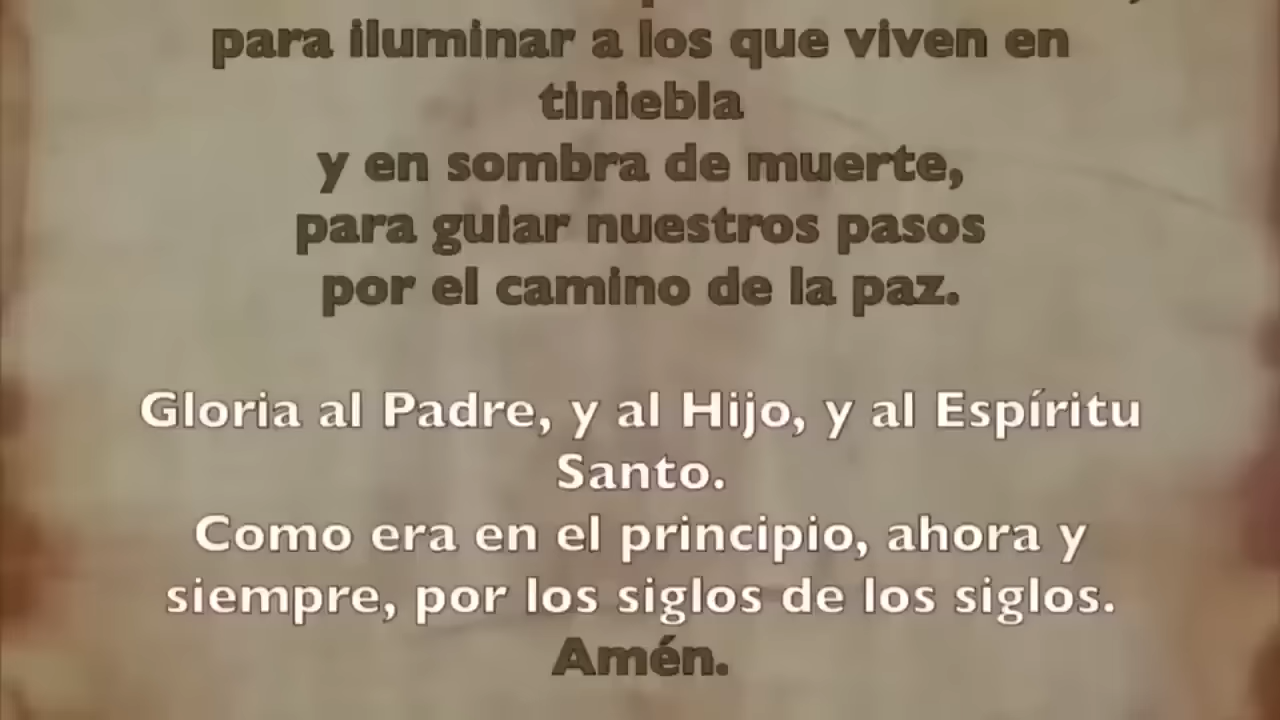 para iluminar a los que viven en
tiniebla
y en sombra de muerte,
para guiar nuestros pasos
por el camino de la paz.
Gloria al Padre, y al Hijo, y al Espíritu
Santo.
Como era en el principio, ahora y
siempre, por los siglos de los siglos.
Amén.